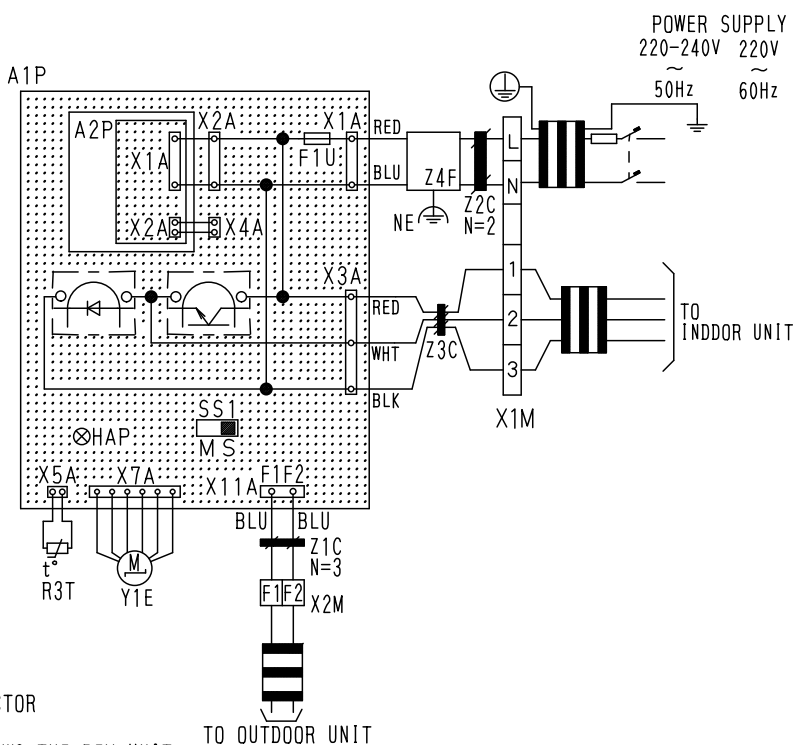 POWER SUPPLY
220-240V 220V
~ ~
50Hz 60Hz
A1P
X2A
X1A
RED
A2P
X1A
F1U
L
BLU
Z4F
N
Z2C
N=2
NE
X2A
X4A
X3A
1
RED
2
TO
INDDOR UNIT
WHT
Z3C
3
BLK
X1M
SS1
HAP
M S
X5A
X7A
X11A
F1F2
BLU
BLU
Z1C
N=3
t°
R3T
M
Y1E
F1 F2
X2M
CTOR
TO OUTDOOR UNIT